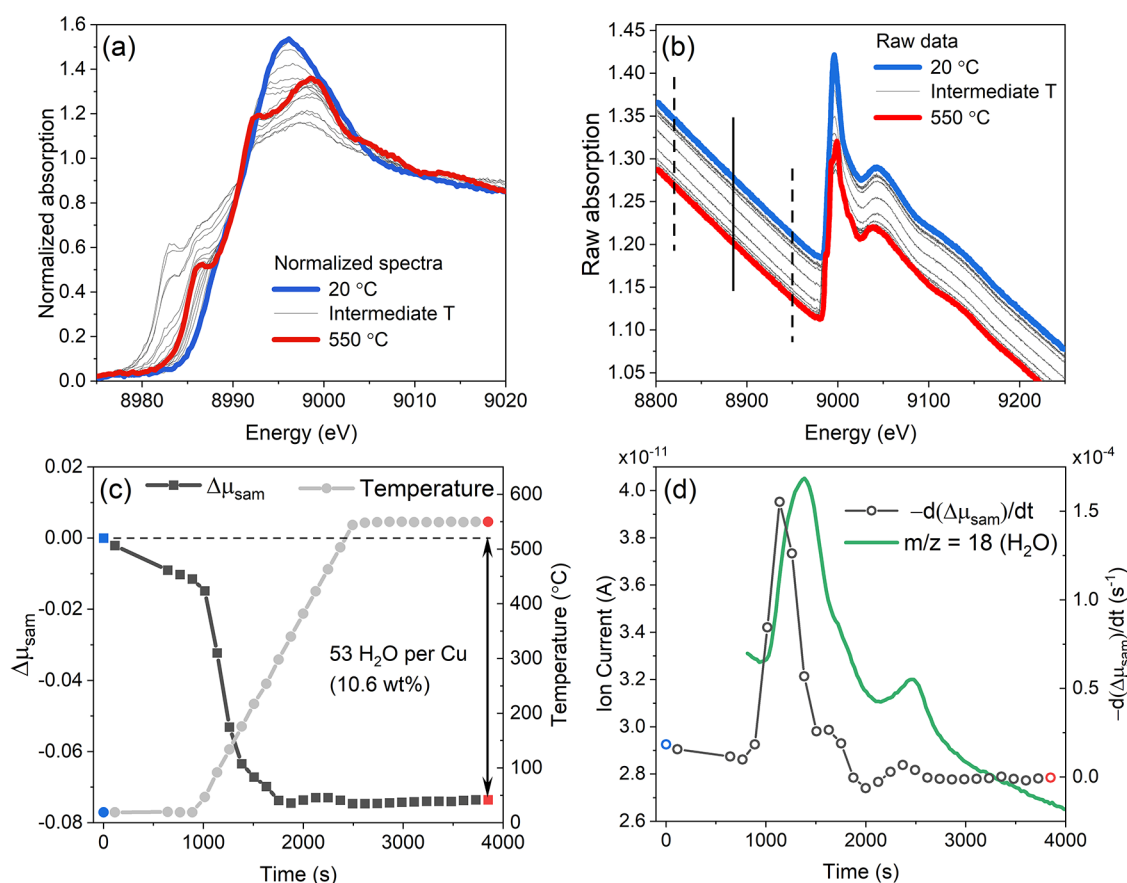 (a)
Normalized absorption
1.6
1.4
1.2
1.0
0.8
0.6
0.4
0.2
0.0
Normalized spectra
20 °C
Intermediate T
550 °C
8980
8990
9000
9010
9020
Energy (eV)
(b)
Raw absorption
1.45
1.40
1.35
1.30
1.25
1.20
1.15
1.10
1.05
Raw data
20 °C
Intermediate T
550 °C
8800
8900
9000
9100
9200
Energy (eV)
(c)
Δμsam
0.02
0.00
-0.02
-0.04
-0.06
-0.08
Δμsam
Temperature
53 H2O per Cu
(10.6 wt%)
600
500
400
300
200
100
0
Temperature (°C)
0
1000
2000
3000
4000
Time (s)
(d)
x10-11
Ion Current (A)
4.0
3.8
3.6
3.4
3.2
3.0
2.8
2.6
−d(Δμsam)/dt
m/z = 18 (H2O)
x10-4
1.5
1.0
0.5
0.0
−d(Δμsam)/dt (s-1)
0
1000
2000
3000
4000
Time (s)